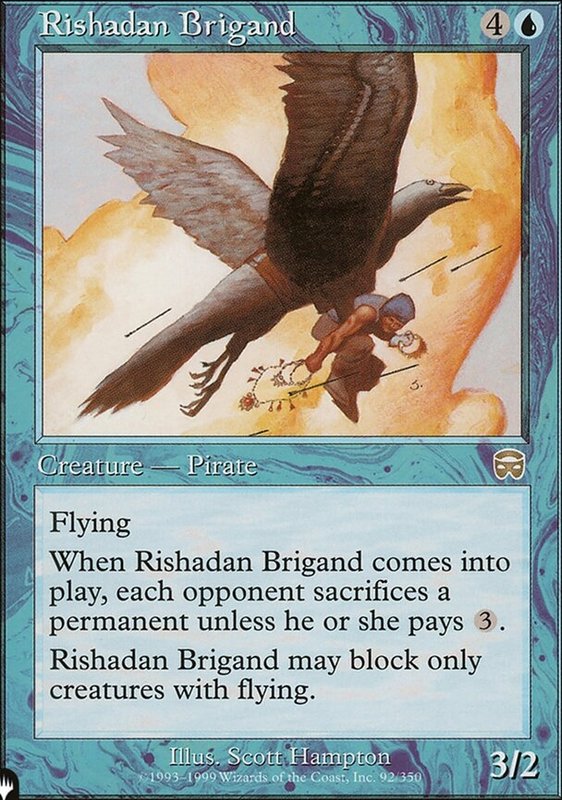 Rishadan Brigand 4
Creature — Pirate
Flying
When Rishadan Brigand comes into
play, each opponent sacrifices a
permanent unless he or she pays 3.
Rishadan Brigand may block only
creatures with flying.
Illus. Scott Hampton
©1993-1999 Wizards of the Coast, Inc. 92/350
3/2